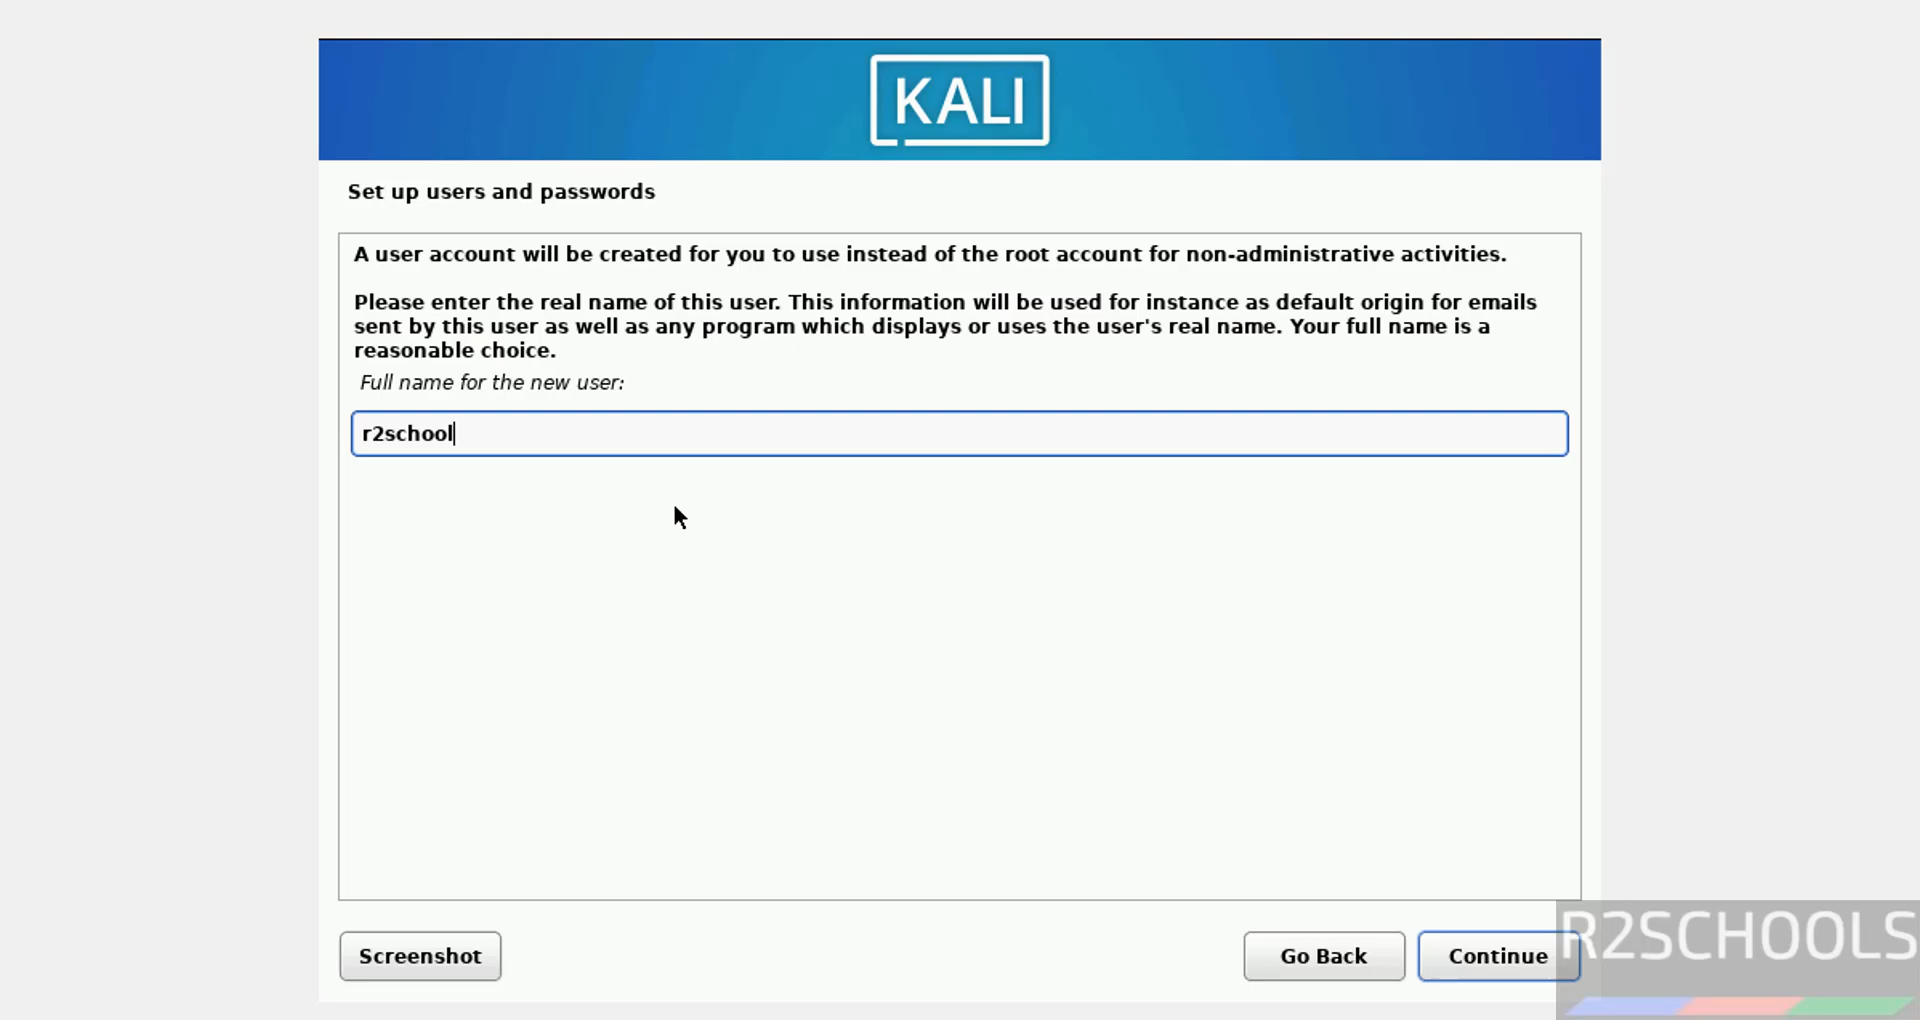 KALI
Set up users and passwords
A user account will be created for you to use instead of the root account for non-administrative activities.
Please enter the real name of this user. This information will be used for instance as default origin for emails
sent by this user as well as any program which displays or uses the user's real name. Your full name is a
reasonable choice.
Full name for the new user:
r2school
Screenshot
Go Back
Continue
R2SCHOOLS